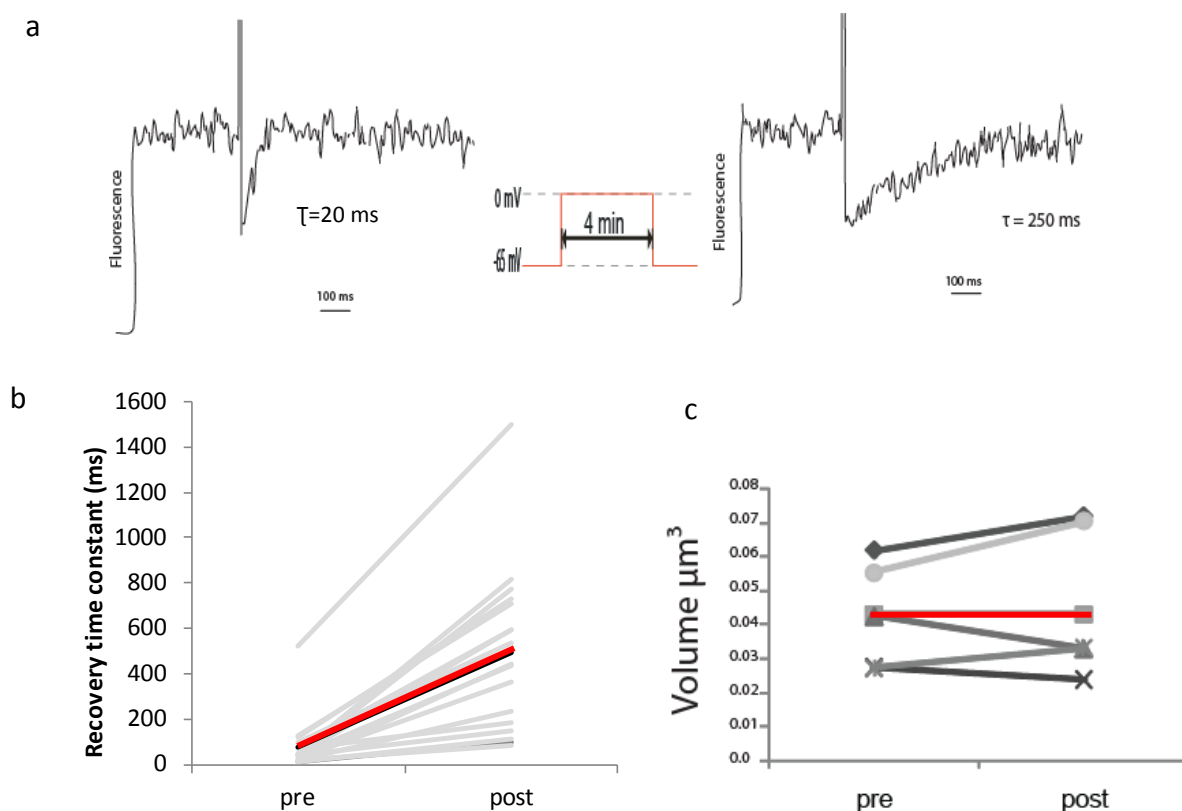 a
Fluorescence
Ʈ=20 ms
100 ms
0 mV
4 min
-65 mV
Fluorescence
τ = 250 ms
100 ms
b
Recovery time constant (ms)
1600
1400
1200
1000
800
600
400
200
0
pre post
c
Volume µm³
0.08
0.07
0.06
0.05
0.04
0.03
0.02
0.01
0.0
pre post